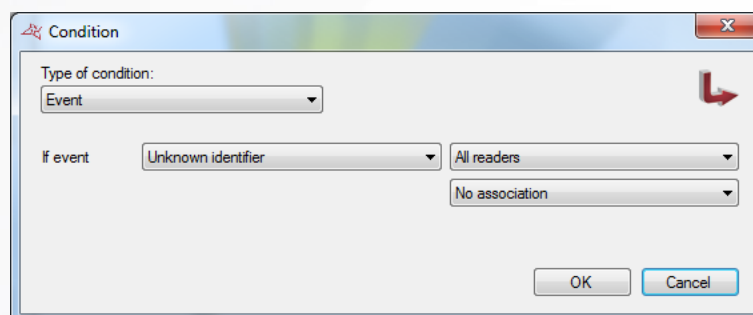 Condition
Type of condition:
Event
If event Unknown identifier All readers
No association
OK Cancel